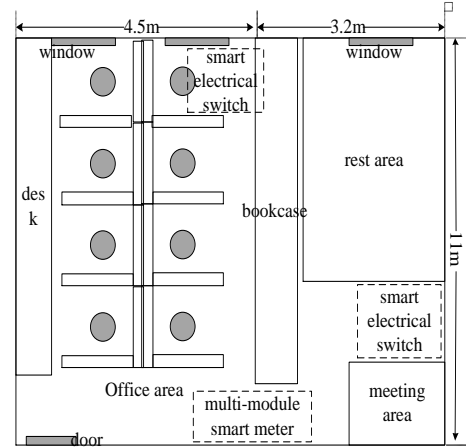 4.5m
3.2m
window
smart
electrical
switch
window
des
k
bookcase
rest area
11m
smart
electrical
switch
Office area
multi-module
smart meter
meeting
area
door